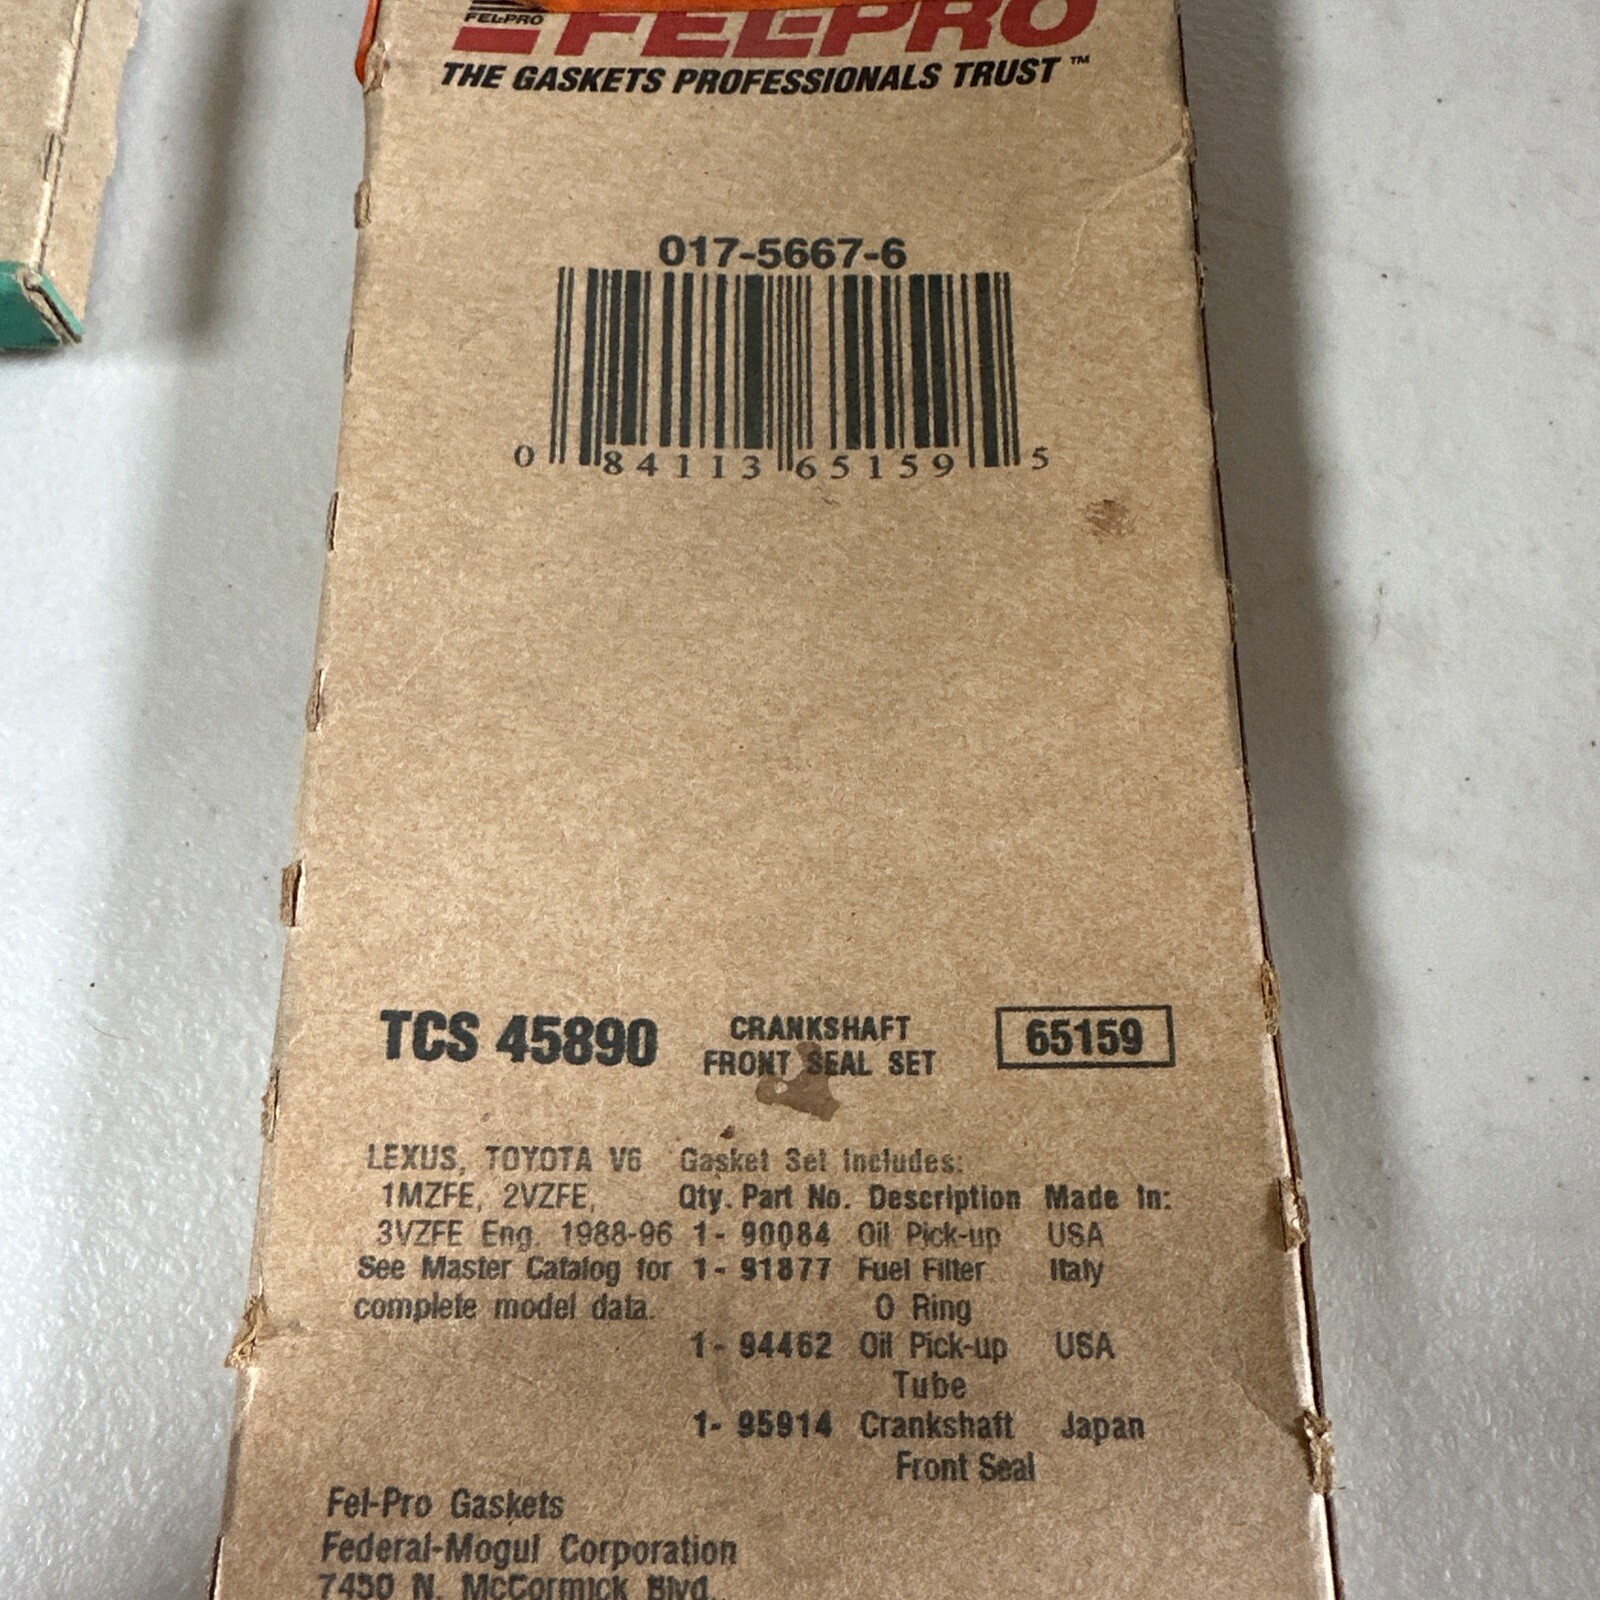 FEL-PRO
FEL-PRO
THE GASKETS PROFESSIONALS TRUST ™
017-5667-6
0 84113 65159 5
TCS 45890 CRANKSHAFT FRONT SEAL SET 65159
LEXUS, TOYOTA V6
1MZFE, 2VZFE,
3VZFE Eng. 1988-96
See Master Catalog for
complete model data.
Gasket Set Includes:
Qty. Part No. Description Made In:
1- 90084 Oil Pick-up USA
1- 91877 Fuel Filter Italy
O Ring
1- 94462 Oil Pick-up USA
Tube
1- 95914 Crankshaft Japan
Front Seal
Fel-Pro Gaskets
Federal-Mogul Corporation
7450 N. McCormick Blvd.